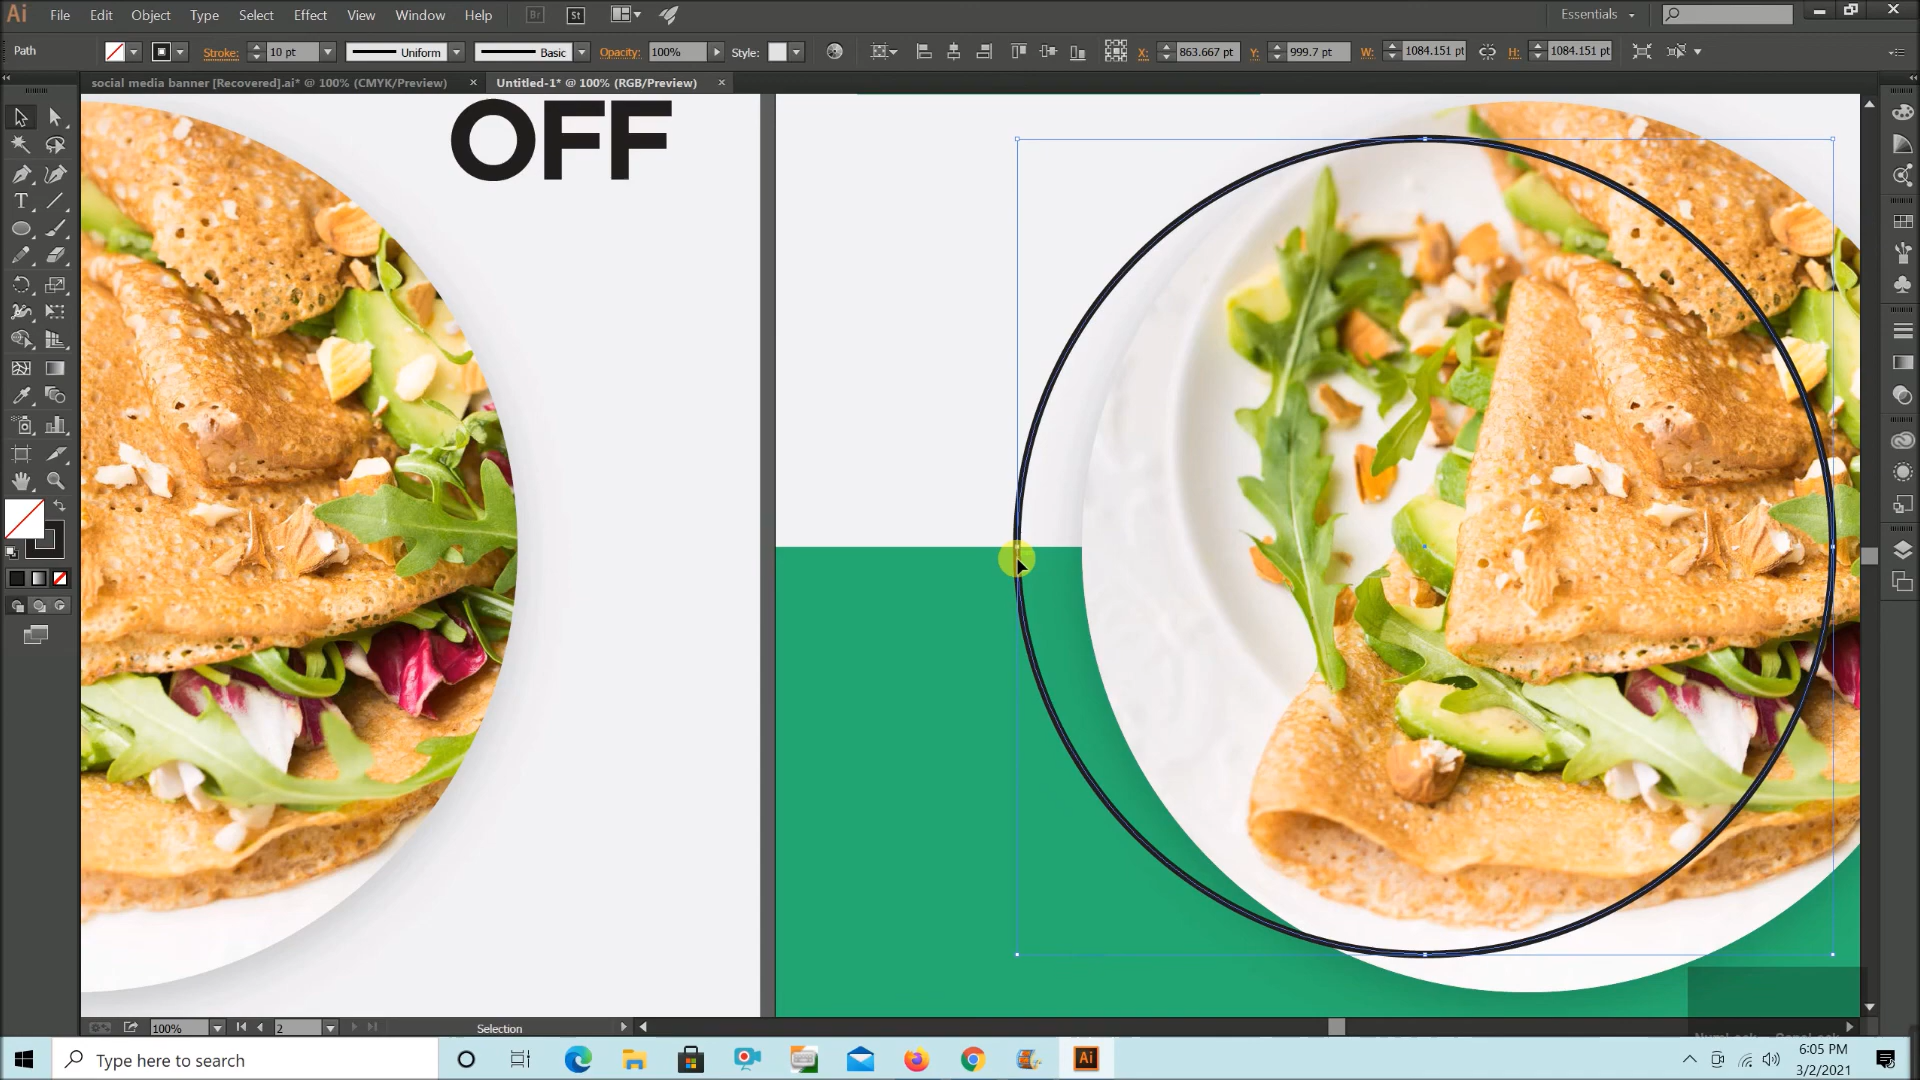 Ai File Edit Object Type Select Effect View Window Help Br St Essentials
Path Stroke: 10 pt Uniform Basic Opacity: 100% Style: X: 863.667 pt Y: 999.7 pt W: 1084.151 pt H: 1084.151 pt
social media banner [Recovered].ai* @ 100% (CMYK/Preview) × Untitled-1* @ 100% (RGB/Preview) ×
OFF
100% 2 Selection
Type here to search
Ai
6:05 PM
3/2/2021